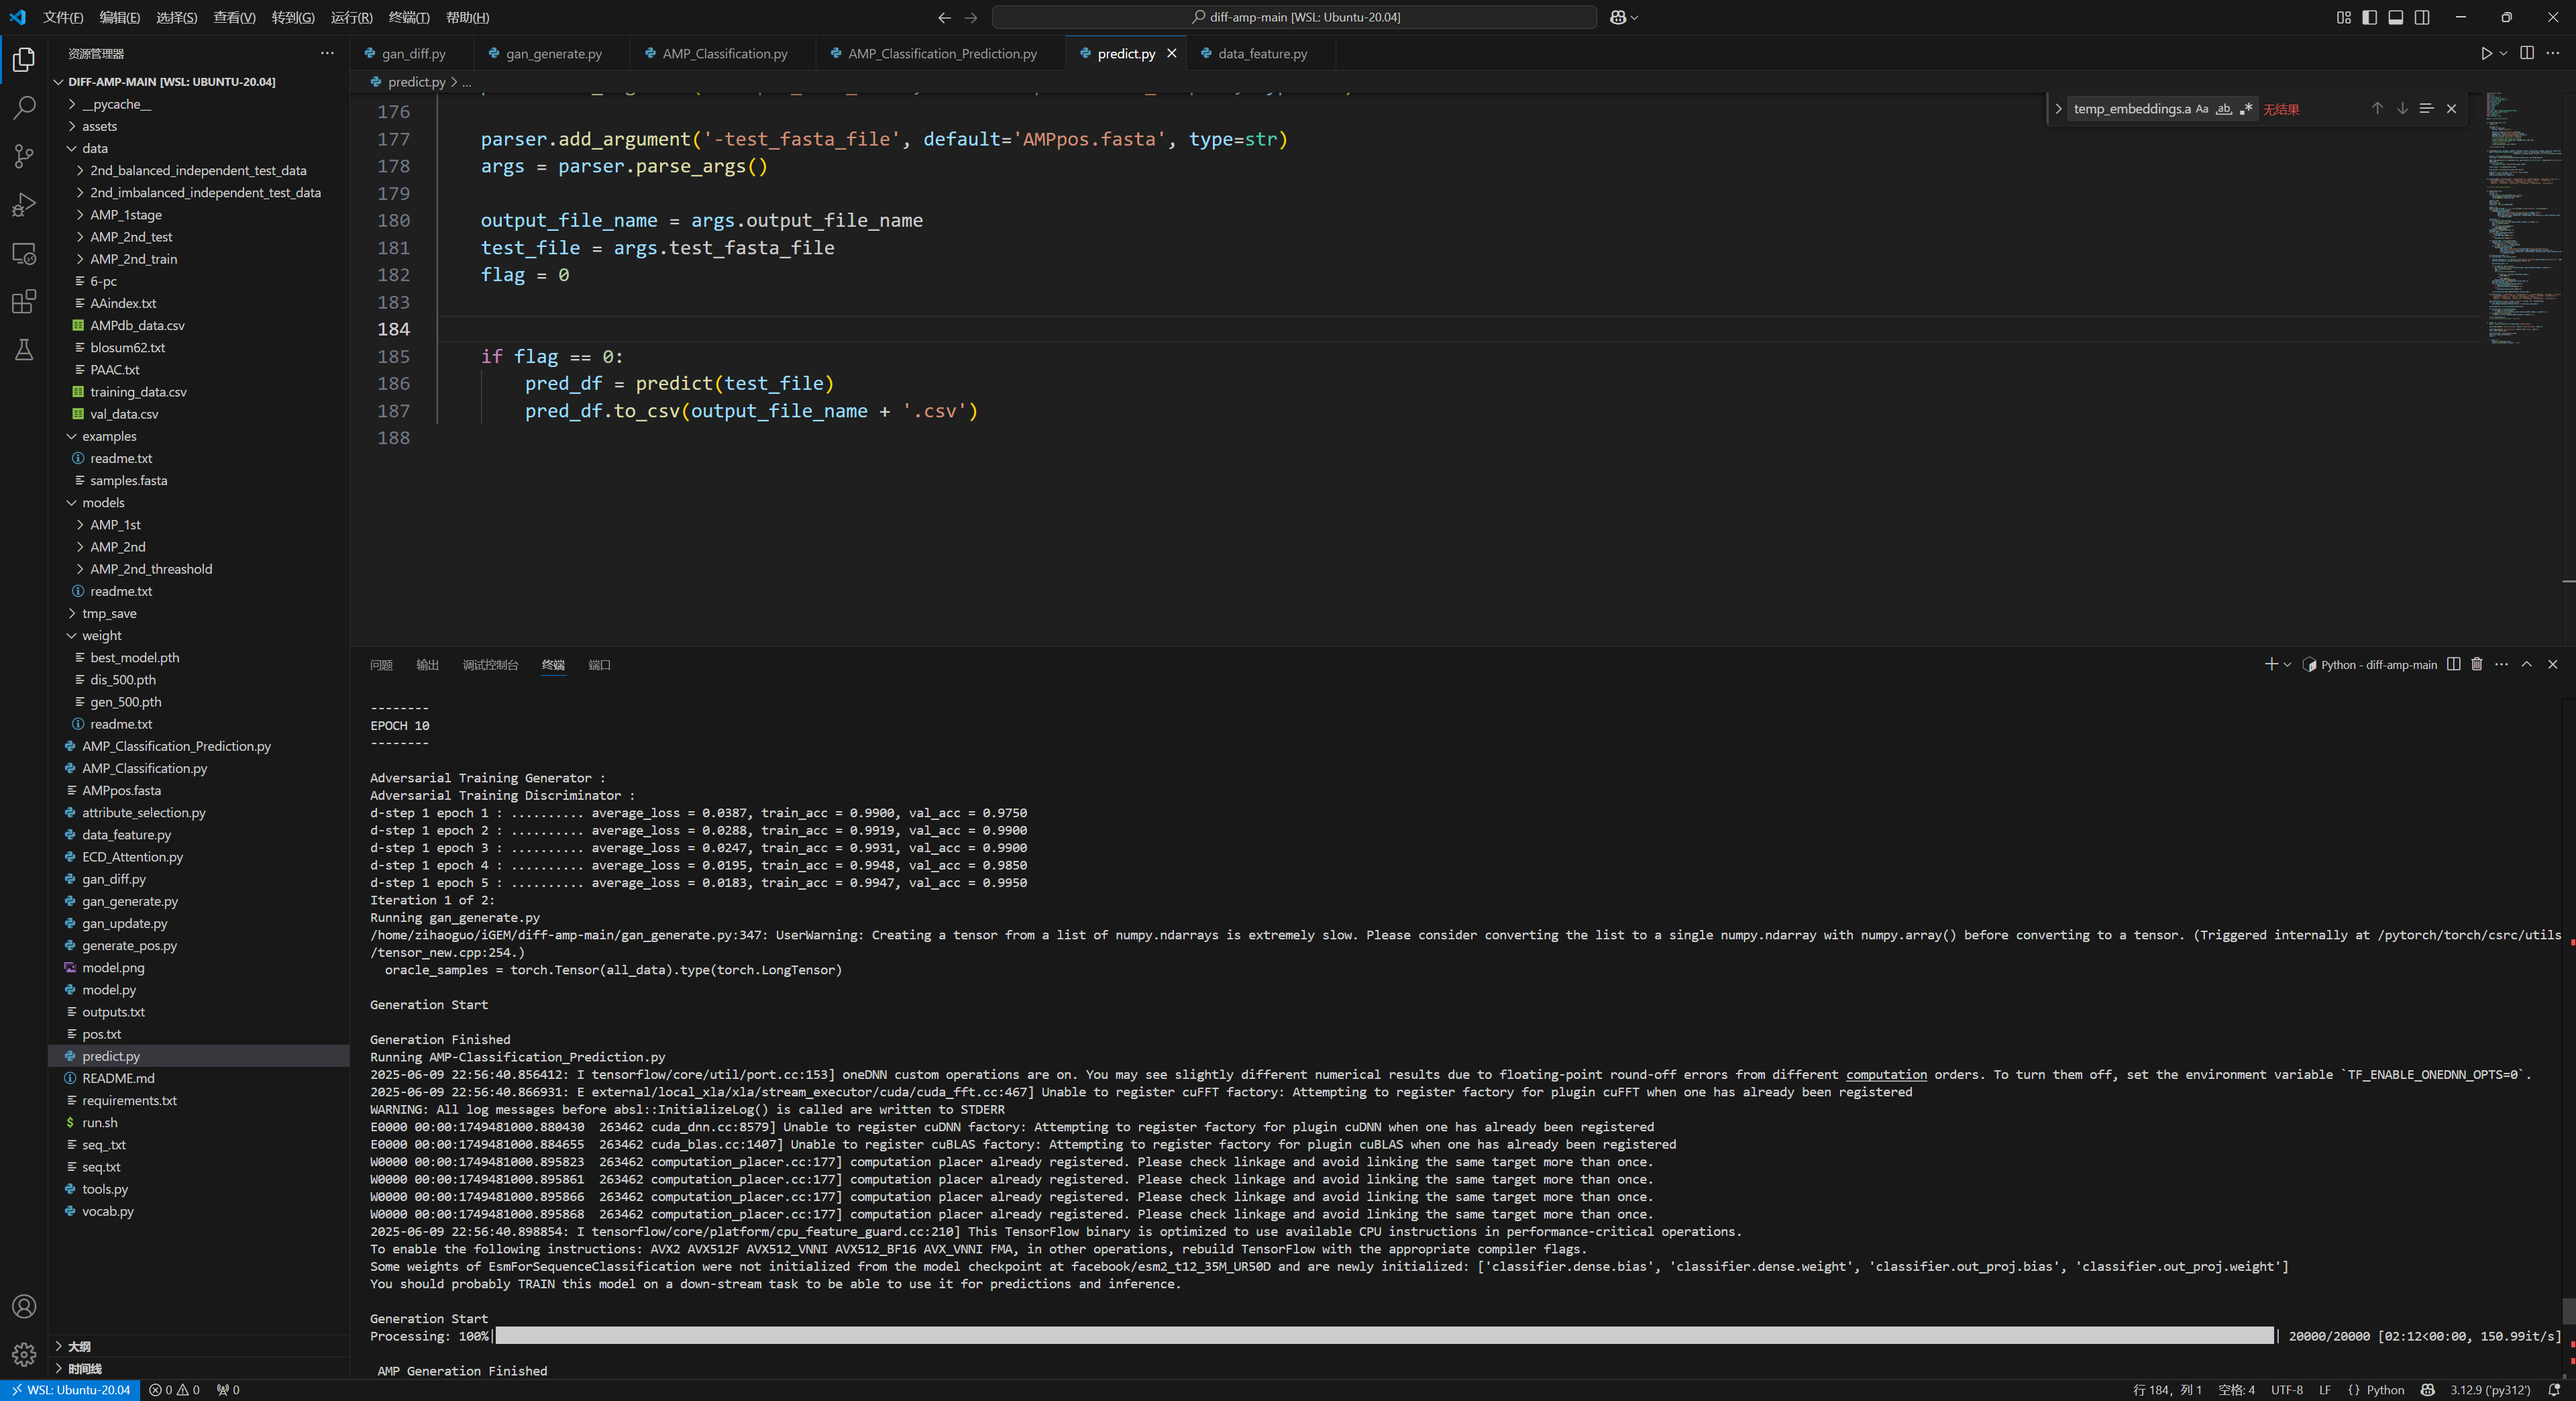 文件(F) 编辑(E) 选择(S) 查看(V) 转到(G) 运行(R) 终端(T) 帮助(H)
diff-amp-main [WSL: Ubuntu-20.04]
资源管理器
DIFF-AMP-MAIN [WSL: UBUNTU-20.04]
__pycache__
assets
data
2nd_balanced_independent_test_data
2nd_imbalanced_independent_test_data
AMP_1stage
AMP_2nd_test
AMP_2nd_train
6-pc
AAindex.txt
AMPdb_data.csv
blosum62.txt
PAAC.txt
training_data.csv
val_data.csv
examples
readme.txt
samples.fasta
models
AMP_1st
AMP_2nd
AMP_2nd_threashold
readme.txt
tmp_save
weight
best_model.pth
dis_500.pth
gen_500.pth
readme.txt
AMP_Classification_Prediction.py
AMP_Classification.py
AMPpos.fasta
attribute_selection.py
data_feature.py
ECD_Attention.py
gan_diff.py
gan_generate.py
gan_update.py
generate_pos.py
model.png
model.py
outputs.txt
pos.txt
predict.py
README.md
requirements.txt
run.sh
seq_.txt
seq.txt
tools.py
vocab.py
大纲
时间线
gan_diff.py gan_generate.py AMP_Classification.py AMP_Classification_Prediction.py predict.py data_feature.py
predict.py > ...
temp_embeddings.a Aa ab .* 无结果
176
177 parser.add_argument('-test_fasta_file', default='AMPpos.fasta', type=str)
178 args = parser.parse_args()
179
180 output_file_name = args.output_file_name
181 test_file = args.test_fasta_file
182 flag = 0
183
184
185 if flag == 0:
186 pred_df = predict(test_file)
187 pred_df.to_csv(output_file_name + '.csv')
188
问题 输出 调试控制台 终端 端口
Python - diff-amp-main
--------
EPOCH 10
--------
Adversarial Training Generator :
Adversarial Training Discriminator :
d-step 1 epoch 1 : .......... average_loss = 0.0387, train_acc = 0.9900, val_acc = 0.9750
d-step 1 epoch 2 : .......... average_loss = 0.0288, train_acc = 0.9919, val_acc = 0.9900
d-step 1 epoch 3 : .......... average_loss = 0.0247, train_acc = 0.9931, val_acc = 0.9900
d-step 1 epoch 4 : .......... average_loss = 0.0195, train_acc = 0.9948, val_acc = 0.9850
d-step 1 epoch 5 : .......... average_loss = 0.0183, train_acc = 0.9947, val_acc = 0.9950
Iteration 1 of 2:
Running gan_generate.py
/home/zihaoguo/iGEM/diff-amp-main/gan_generate.py:347: UserWarning: Creating a tensor from a list of numpy.ndarrays is extremely slow. Please consider converting the list to a single numpy.ndarray with numpy.array() before converting to a tensor. (Triggered internally at /pytorch/torch/csrc/utils
/tensor_new.cpp:254.)
oracle_samples = torch.Tensor(all_data).type(torch.LongTensor)
Generation Start
Generation Finished
Running AMP-Classification_Prediction.py
2025-06-09 22:56:40.856412: I tensorflow/core/util/port.cc:153] oneDNN custom operations are on. You may see slightly different numerical results due to floating-point round-off errors from different computation orders. To turn them off, set the environment variable `TF_ENABLE_ONEDNN_OPTS=0`.
2025-06-09 22:56:40.866931: E external/local_xla/xla/stream_executor/cuda/cuda_fft.cc:467] Unable to register cuFFT factory: Attempting to register factory for plugin cuFFT when one has already been registered
WARNING: All log messages before absl::InitializeLog() is called are written to STDERR
E0000 00:00:1749481000.880430 263462 cuda_dnn.cc:8579] Unable to register cuDNN factory: Attempting to register factory for plugin cuDNN when one has already been registered
E0000 00:00:1749481000.884655 263462 cuda_blas.cc:1407] Unable to register cuBLAS factory: Attempting to register factory for plugin cuBLAS when one has already been registered
W0000 00:00:1749481000.895823 263462 computation_placer.cc:177] computation placer already registered. Please check linkage and avoid linking the same target more than once.
W0000 00:00:1749481000.895861 263462 computation_placer.cc:177] computation placer already registered. Please check linkage and avoid linking the same target more than once.
W0000 00:00:1749481000.895866 263462 computation_placer.cc:177] computation placer already registered. Please check linkage and avoid linking the same target more than once.
W0000 00:00:1749481000.895868 263462 computation_placer.cc:177] computation placer already registered. Please check linkage and avoid linking the same target more than once.
2025-06-09 22:56:40.898854: I tensorflow/core/platform/cpu_feature_guard.cc:210] This TensorFlow binary is optimized to use available CPU instructions in performance-critical operations.
To enable the following instructions: AVX2 AVX512F AVX512_VNNI AVX512_BF16 AVX_VNNI FMA, in other operations, rebuild TensorFlow with the appropriate compiler flags.
Some weights of EsmForSequenceClassification were not initialized from the model checkpoint at facebook/esm2_t12_35M_UR50D and are newly initialized: ['classifier.dense.bias', 'classifier.dense.weight', 'classifier.out_proj.bias', 'classifier.out_proj.weight']
You should probably TRAIN this model on a down-stream task to be able to use it for predictions and inference.
Generation Start
Processing: 100%| | 20000/20000 [02:12<00:00, 150.99it/s]
AMP Generation Finished
WSL: Ubuntu-20.04 0 0 0 行 184, 列 1 空格: 4 UTF-8 LF {} Python 3.12.9 ('py312')